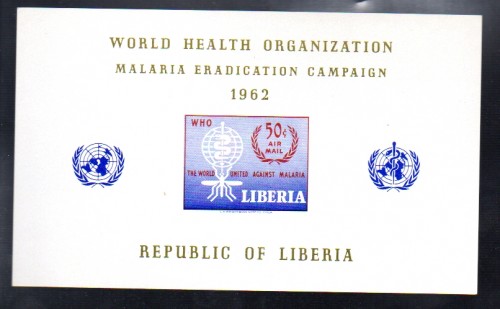 WORLD HEALTH ORGANIZATION
MALARIA ERADICATION CAMPAIGN
1962
WHO
50¢
AIR
MAIL
THE WORLD UNITED AGAINST MALARIA
LIBERIA
REPUBLIC OF LIBERIA